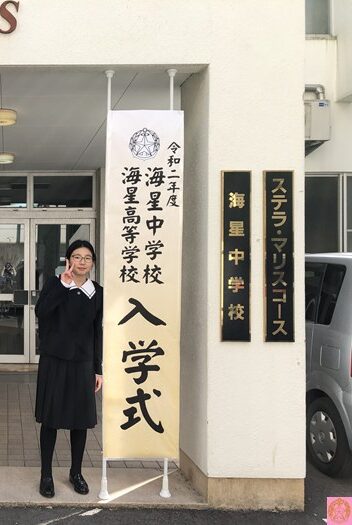 S
令和二年度
海星中学校
海星高等学校
入学式
海星中学校
ステラ・マリスコース